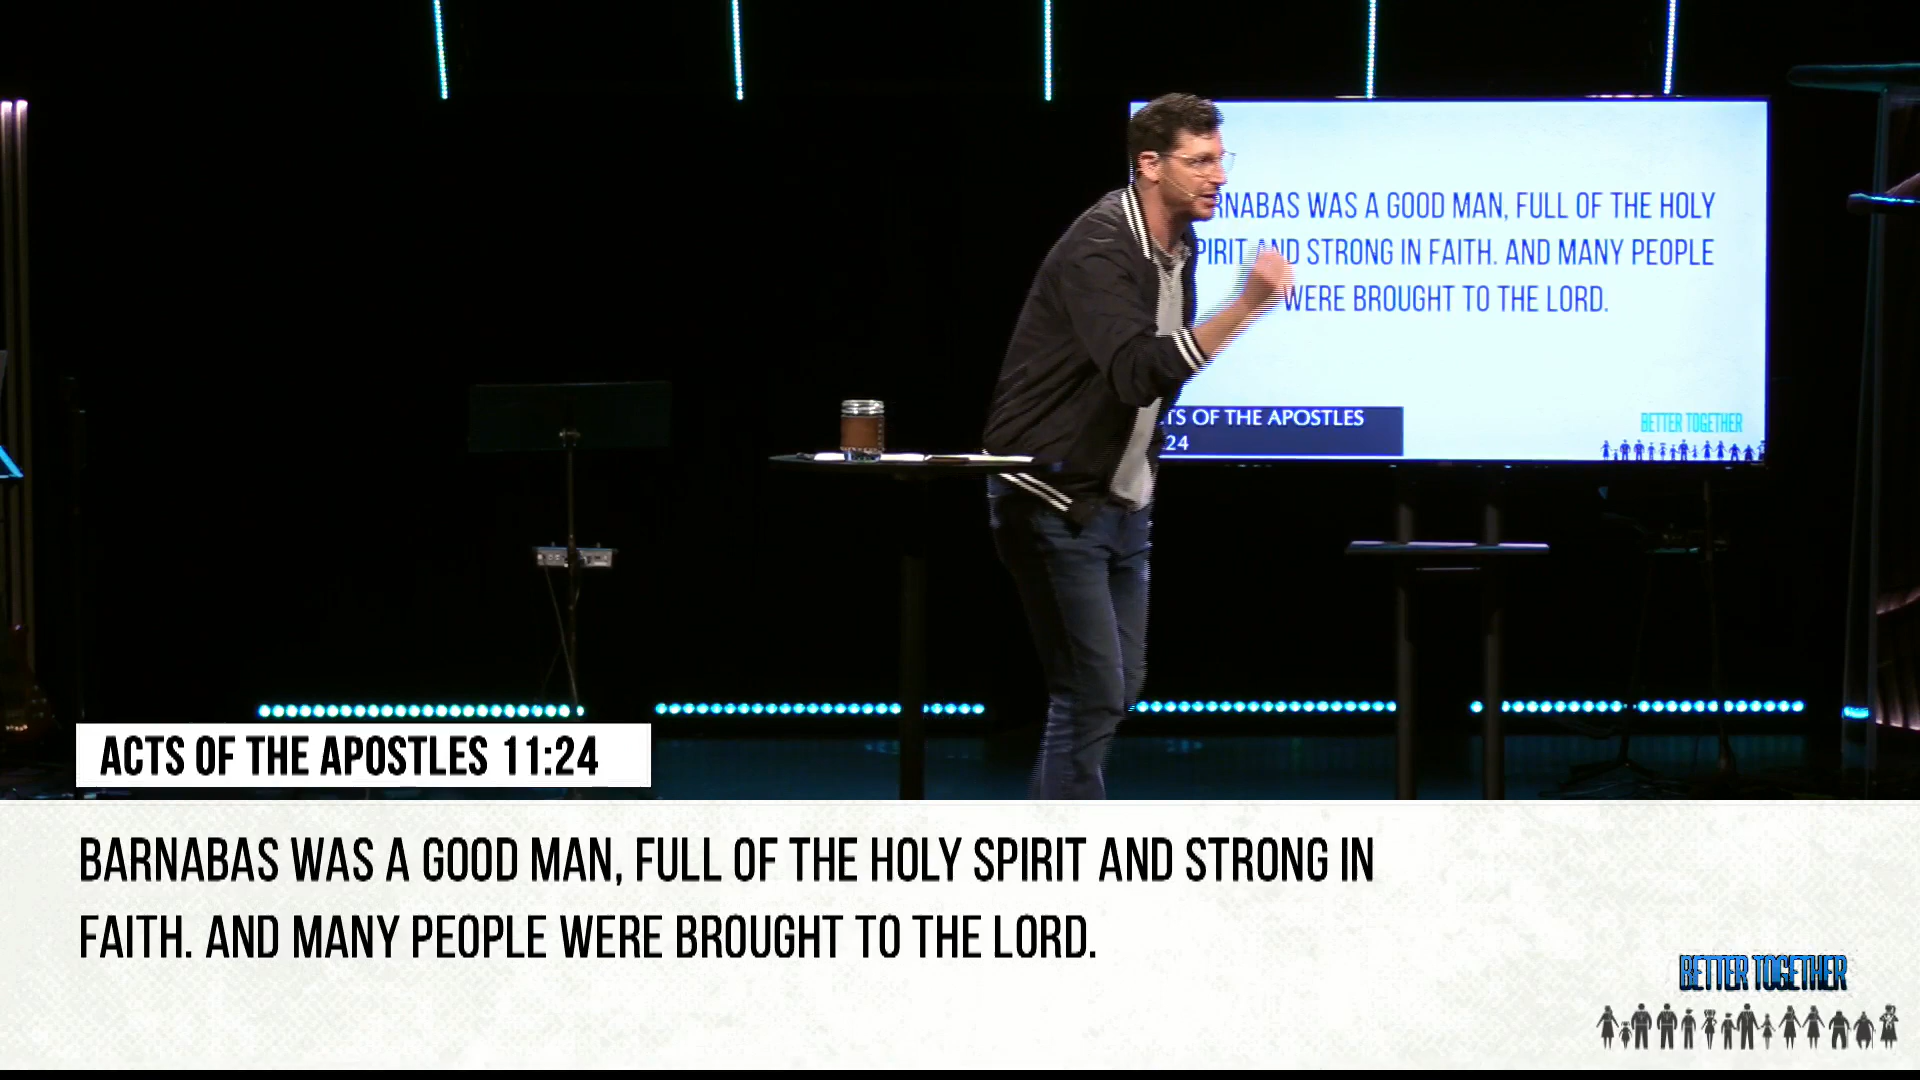 RNABAS WAS A GOOD MAN, FULL OF THE HOLY
PIRIT AND STRONG IN FAITH. AND MANY PEOPLE
WERE BROUGHT TO THE LORD.
TS OF THE APOSTLES
:24
BETTER TOGETHER
ACTS OF THE APOSTLES 11:24
BARNABAS WAS A GOOD MAN, FULL OF THE HOLY SPIRIT AND STRONG IN
FAITH. AND MANY PEOPLE WERE BROUGHT TO THE LORD.
BETTER TOGETHER